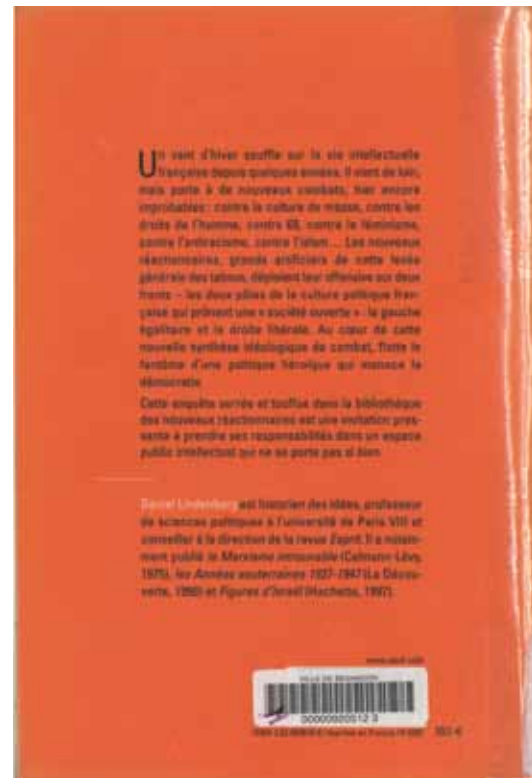 Un vent d'hiver souffle sur la vie intellectuelle
française depuis quelques années. Il vient de loin,
mais porte à de nouveaux combats, hier encore
improbables : contre la culture de masse, contre les
droits de l'homme, contre 68, contre le féminisme,
contre l'antiracisme, contre l'islam... Les nouveaux
réactionnaires, grands artificiers de cette levée
générale des tabous, déploient leur offensive sur deux
fronts – les deux pôles de la culture politique fran-
çaise qui prônent une « société ouverte » : la gauche
égalitaire et la droite libérale. Au cœur de cette
nouvelle synthèse idéologique de combat, flotte le
fantôme d'une politique héroïque qui menace la
démocratie.
Cette enquête serrée et touffue dans la bibliothèque
des nouveaux réactionnaires est une invitation pres-
sante à prendre ses responsabilités dans un espace
public intellectuel qui ne se porte pas si bien.
Daniel Lindenberg est historien des idées, professeur
de sciences politiques à l'université de Paris VIII et
conseiller à la direction de la revue Esprit. Il a notam-
ment publié le Marxisme introuvable (Calmann-Lévy,
1975), les Années souterraines 1937-1947 (La Décou-
verte, 1990) et Figures d'Israël (Hachette, 1997).
VILLE DE BESANCON